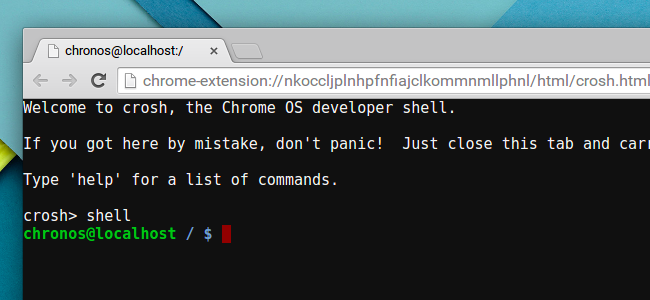 chronos@localhost:/
chrome-extension://nkoccljplnhpfnfiajclkommnmllphnl/html/crosh.html
Welcome to crosh, the Chrome OS developer shell.
If you got here by mistake, don't panic!  Just close this tab and carr
Type 'help' for a list of commands.
crosh> shell
chronos@localhost / $